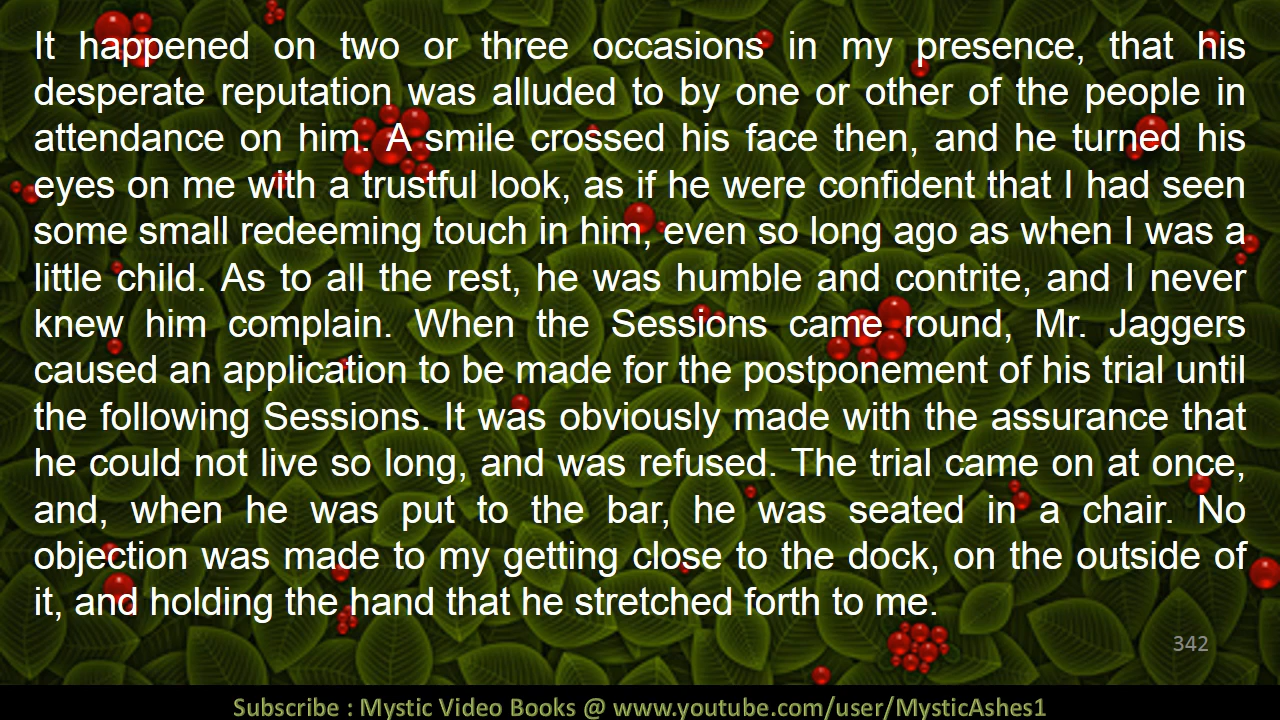 It happened on two or three occasions in my presence, that his
desperate reputation was alluded to by one or other of the people in
attendance on him. A smile crossed his face then, and he turned his
eyes on me with a trustful look, as if he were confident that I had seen
some small redeeming touch in him, even so long ago as when I was a
little child. As to all the rest, he was humble and contrite, and I never
knew him complain. When the Sessions came round, Mr. Jaggers
caused an application to be made for the postponement of his trial until
the following Sessions. It was obviously made with the assurance that
he could not live so long, and was refused. The trial came on at once,
and, when he was put to the bar, he was seated in a chair. No
objection was made to my getting close to the dock, on the outside of
it, and holding the hand that he stretched forth to me.
342
Subscribe : Mystic Video Books @ www.youtube.com/user/MysticAshes1